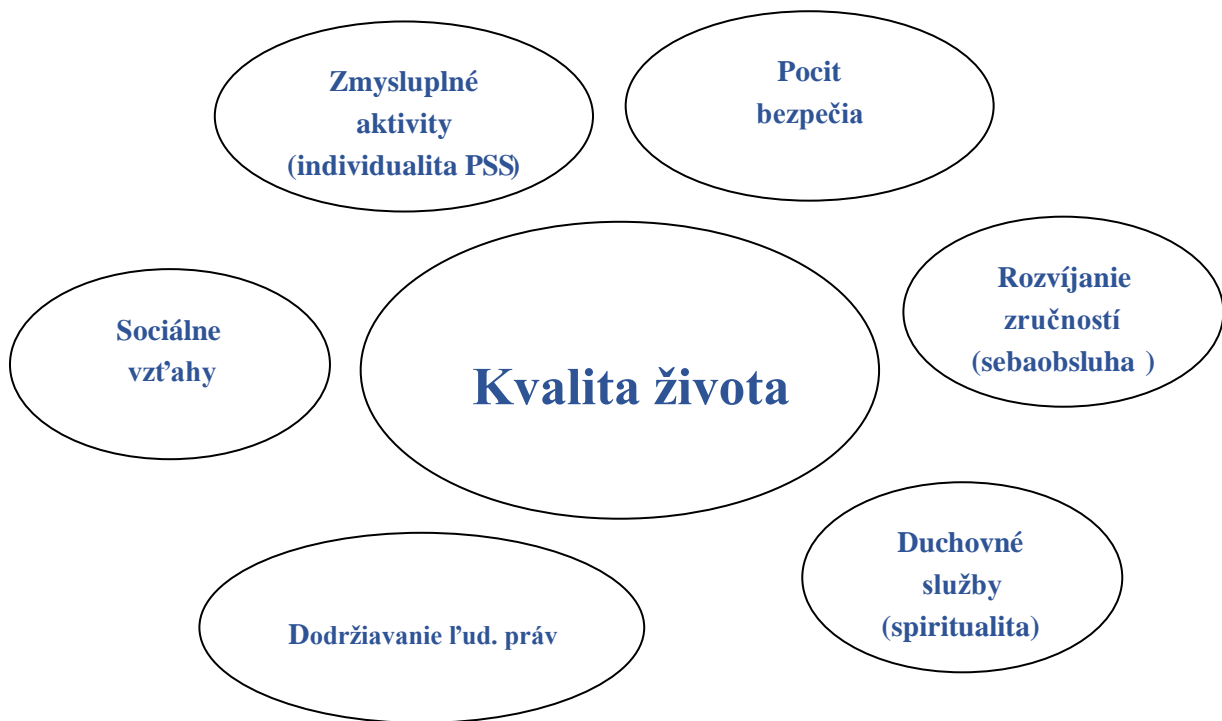 Zmysluplné
aktivity
(individualita PSS)
Pocit
bezpečia
Rozvíjanie
zručností
(sebaobsluha )
Sociálne
vzťahy
Kvalita života
Duchovné
služby
(spiritualita)
Dodržiavanie ľud. práv